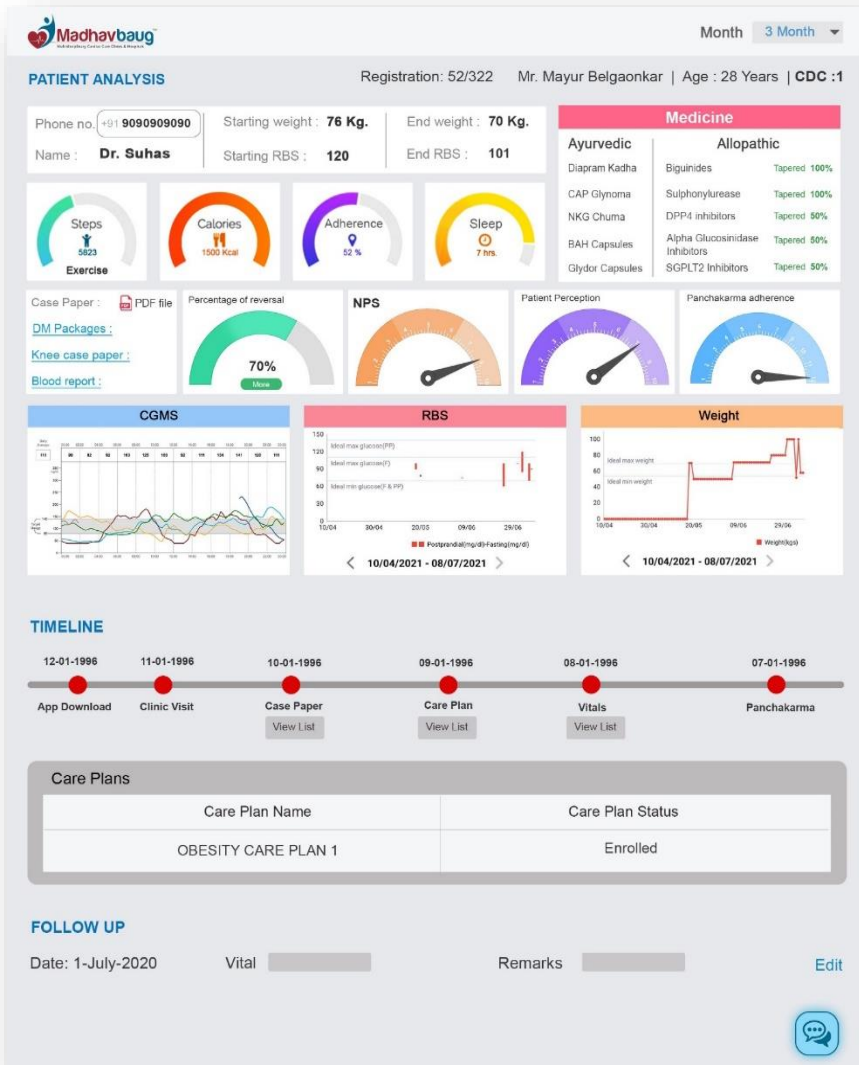 Madhavbaug
Month 3 Month
PATIENT ANALYSIS
Registration: 52/322 Mr. Mayur Belgaonkar | Age : 28 Years | CDC :1
Phone no. +91 9090909090
Name : Dr. Suhas
Starting weight : 76 Kg.
Starting RBS : 120
End weight : 70 Kg.
End RBS : 101
Medicine
Ayurvedic Allopathic
Diapram Kadha Biguinides Tapered 100%
CAP Glynoma Sulphonylurease Tapered 100%
NKG Chuma DPP4 inhibitors Tapered 50%
BAH Capsules Alpha Glucosinidase Inhibitors Tapered 50%
Glydor Capsules SGPLT2 Inhibitors Tapered 50%
Steps
5823
Exercise
Calories
1500 Kcal
Adherence
52 %
Sleep
7 hrs.
Case Paper : PDF file
DM Packages :
Knee case paper :
Blood report :
Percentage of reversal
70%
More
NPS
Patient Perception
Panchakarma adherence
CGMS
RBS
150
120
90
60
30
0
Ideal max glucose(PP)
Ideal max glucose(F)
Ideal min glucose(F & PP)
10/04 30/04 20/05 09/06 29/06
Postprandial(mg/dl)-Fasting(mg/dl)
10/04/2021 - 08/07/2021
Weight
100
80
60
40
20
0
Ideal max weight
Ideal min weight
10/04 30/04 20/05 09/06 29/06
Weight(kgs)
10/04/2021 - 08/07/2021
TIMELINE
12-01-1996 11-01-1996 10-01-1996 09-01-1996 08-01-1996 07-01-1996
App Download Clinic Visit Case Paper Care Plan Vitals Panchakarma
View List View List View List
Care Plans
Care Plan Name Care Plan Status
OBESITY CARE PLAN 1 Enrolled
FOLLOW UP
Date: 1-July-2020 Vital Remarks Edit